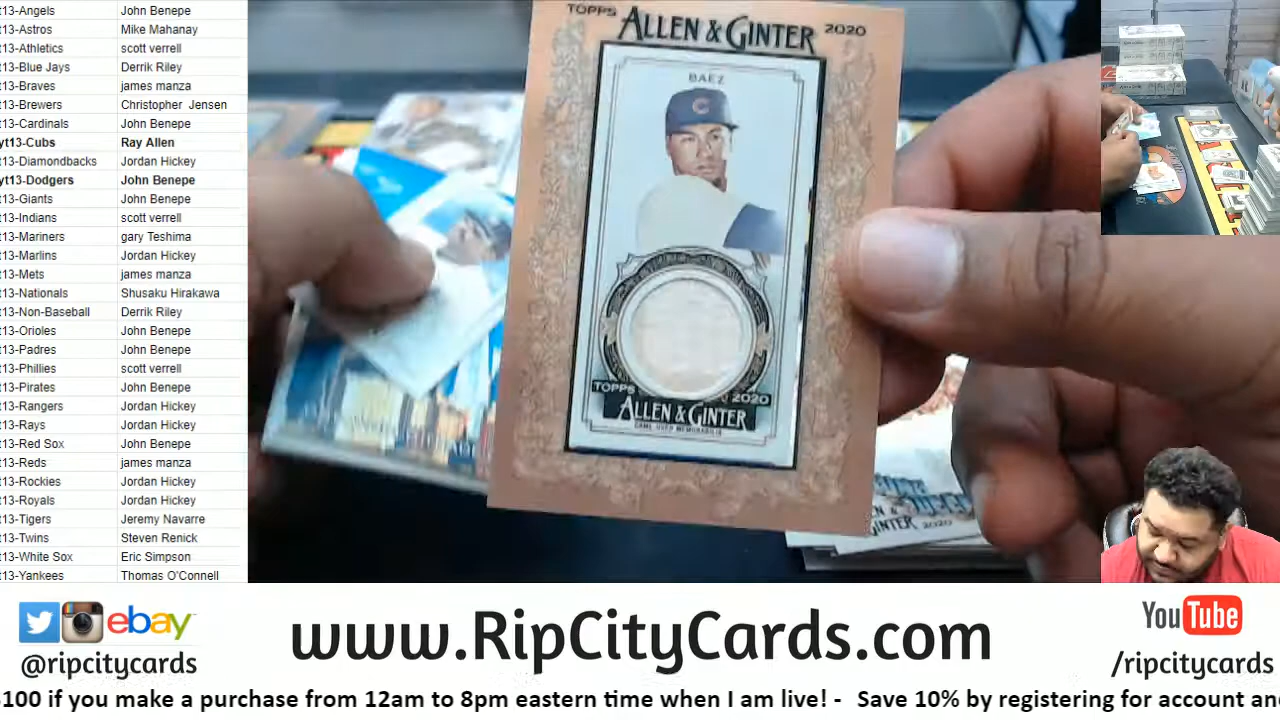 t13-Angels John Benepe
t13-Astros Mike Mahanay
t13-Athletics scott verrell
t13-Blue Jays Derrik Riley
t13-Braves james manza
t13-Brewers Christopher Jensen
t13-Cardinals John Benepe
yt13-Cubs Ray Allen
t13-Diamondbacks Jordan Hickey
yt13-Dodgers John Benepe
t13-Giants John Benepe
t13-Indians scott verrell
t13-Mariners gary Teshima
t13-Marlins Jordan Hickey
t13-Mets james manza
t13-Nationals Shusaku Hirakawa
t13-Non-Baseball Derrik Riley
t13-Orioles John Benepe
t13-Padres John Benepe
t13-Phillies scott verrell
t13-Pirates John Benepe
t13-Rangers Jordan Hickey
t13-Rays Jordan Hickey
t13-Red Sox John Benepe
t13-Reds james manza
t13-Rockies Jordan Hickey
t13-Royals Jordan Hickey
t13-Tigers Jeremy Navarre
t13-Twins Steven Renick
t13-White Sox Eric Simpson
t13-Yankees Thomas O'Connell
TOPPS ALLEN & GINTER 2020
BAEZ
C
TOPPS 2020
ALLEN & GINTER
GAME USED MEMORABILIA
GINTER 2020
ebay
@ripcitycards
www.RipCityCards.com
YouTube
/ripcitycards
$100 if you make a purchase from 12am to 8pm eastern time when I am live! - Save 10% by registering for account an